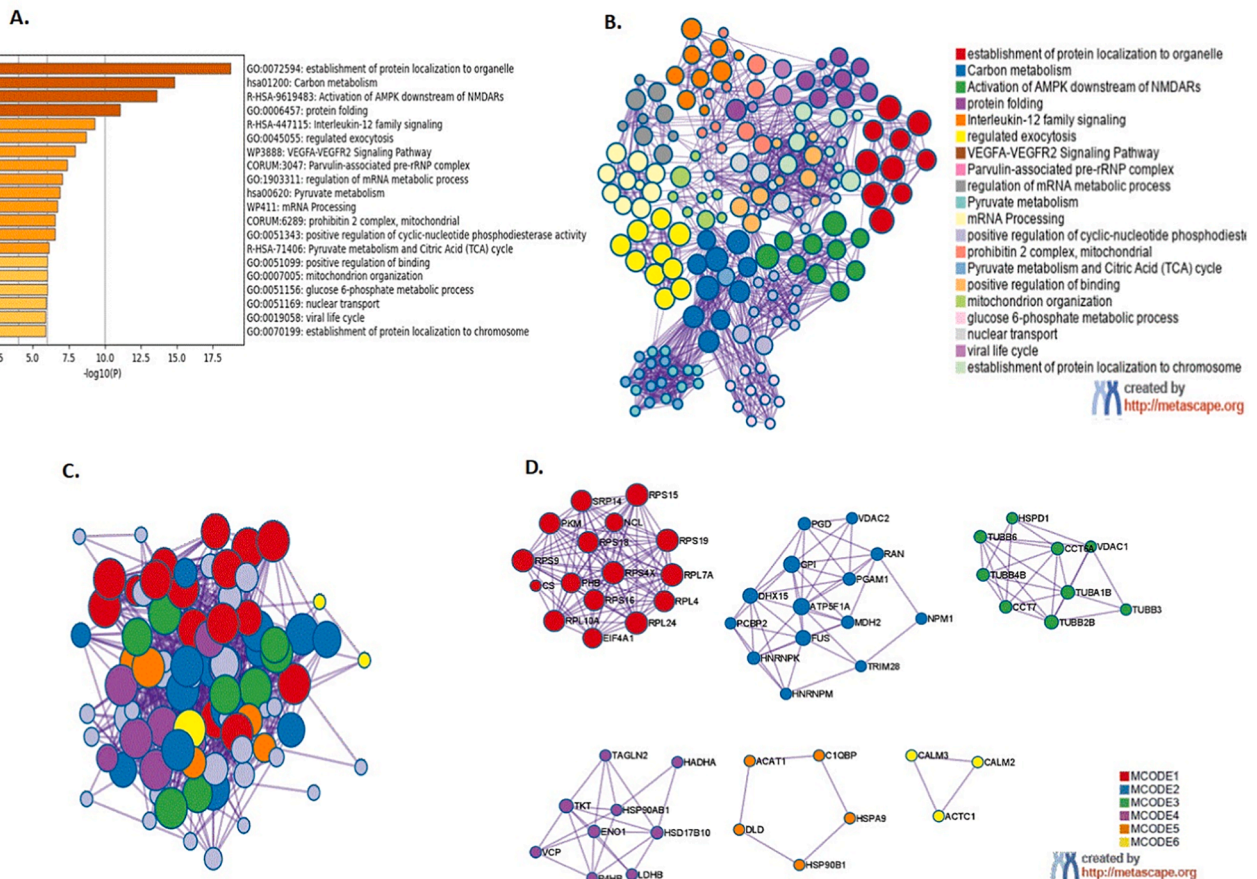 A.
GO:0072594: establishment of protein localization to organelle
hsa01200: Carbon metabolism
R-HSA-9619483: Activation of AMPK downstream of NMDARs
GO:0006457: protein folding
R-HSA-447115: Interleukin-12 family signaling
GO:0045055: regulated exocytosis
WP3888: VEGFA-VEGFR2 Signaling Pathway
CORUM:3047: Parvulin-associated pre-rRNP complex
GO:1903311: regulation of mRNA metabolic process
hsa00620: Pyruvate metabolism
WP411: mRNA Processing
CORUM:6289: prohibitin 2 complex, mitochondrial
GO:0051343: positive regulation of cyclic-nucleotide phosphodiesterase activity
R-HSA-71406: Pyruvate metabolism and Citric Acid (TCA) cycle
GO:0051099: positive regulation of binding
GO:0007005: mitochondrion organization
GO:0051156: glucose 6-phosphate metabolic process
GO:0051169: nuclear transport
GO:0019058: viral life cycle
GO:0070199: establishment of protein localization to chromosome
5 5.0 7.5 10.0 12.5 15.0 17.5
-log10(P)
B.
establishment of protein localization to organelle
Carbon metabolism
Activation of AMPK downstream of NMDARs
protein folding
Interleukin-12 family signaling
regulated exocytosis
VEGFA-VEGFR2 Signaling Pathway
Parvulin-associated pre-rRNP complex
regulation of mRNA metabolic process
Pyruvate metabolism
mRNA Processing
positive regulation of cyclic-nucleotide phosphodiest
prohibitin 2 complex, mitochondrial
Pyruvate metabolism and Citric Acid (TCA) cycle
positive regulation of binding
mitochondrion organization
glucose 6-phosphate metabolic process
nuclear transport
viral life cycle
establishment of protein localization to chromosome
created by
http://metascape.org
C.
D.
SRP14
RPS15
PKM
NCL
RPS13
RPS19
RPS9
RPS4X
RPL7A
CS
PHB
RPS16
RPL4
RPL10A
RPL24
EIF4A1
PGD
VDAC2
GPI
RAN
PGAM1
DHX15
ATP5F1A
PCBP2
MDH2
NPM1
FUS
HNRNPK
TRIM28
HNRNPM
HSPD1
TUBB6
CCT6A
VDAC1
TUBB4B
TUBA1B
CCT7
TUBB3
TUBB2B
TAGLN2
HADHA
TKT
HSP90AB1
ENO1
HSD17B10
VCP
P4HB
LDHB
ACAT1
C1QBP
HSPA9
DLD
HSP90B1
CALM3
CALM2
ACTC1
MCODE1
MCODE2
MCODE3
MCODE4
MCODE5
MCODE6
created by
http://metascape.org